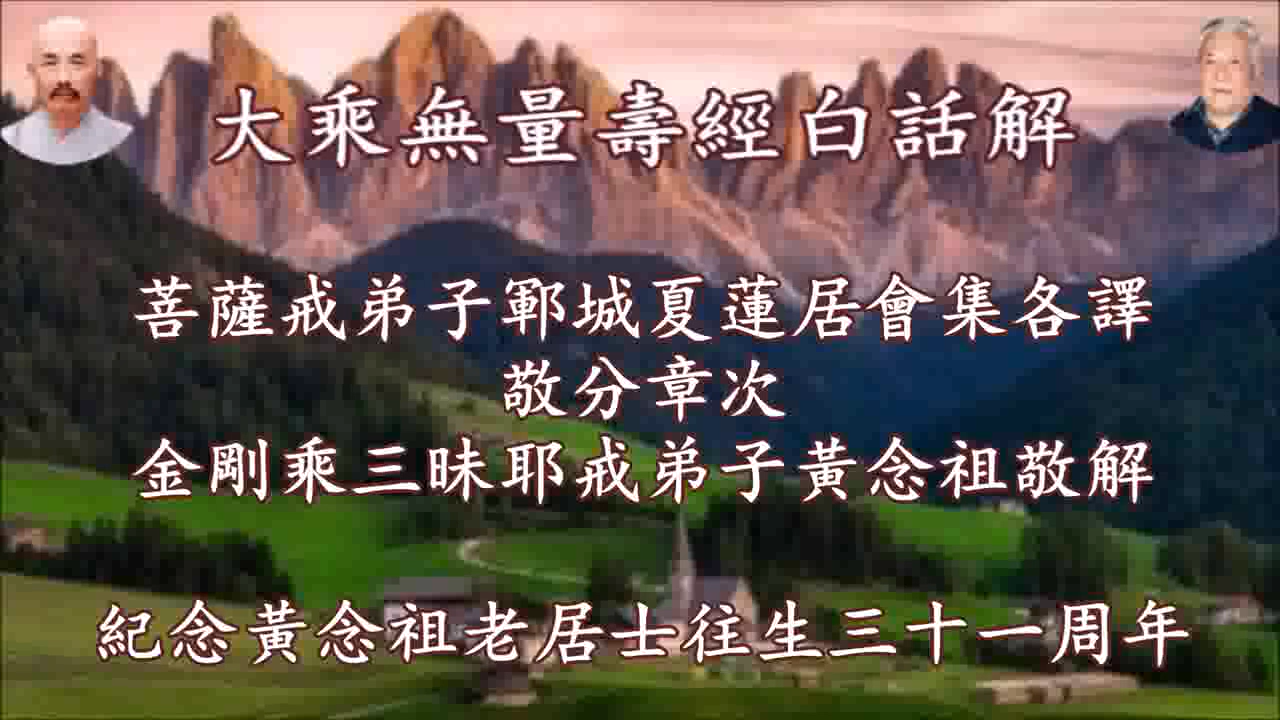 大乘無量壽經白話解
菩薩戒弟子鄆城夏蓮居會集各譯
敬分章次
金剛乘三昧耶戒弟子黃念祖敬解
紀念黃念祖老居士往生三十一周年